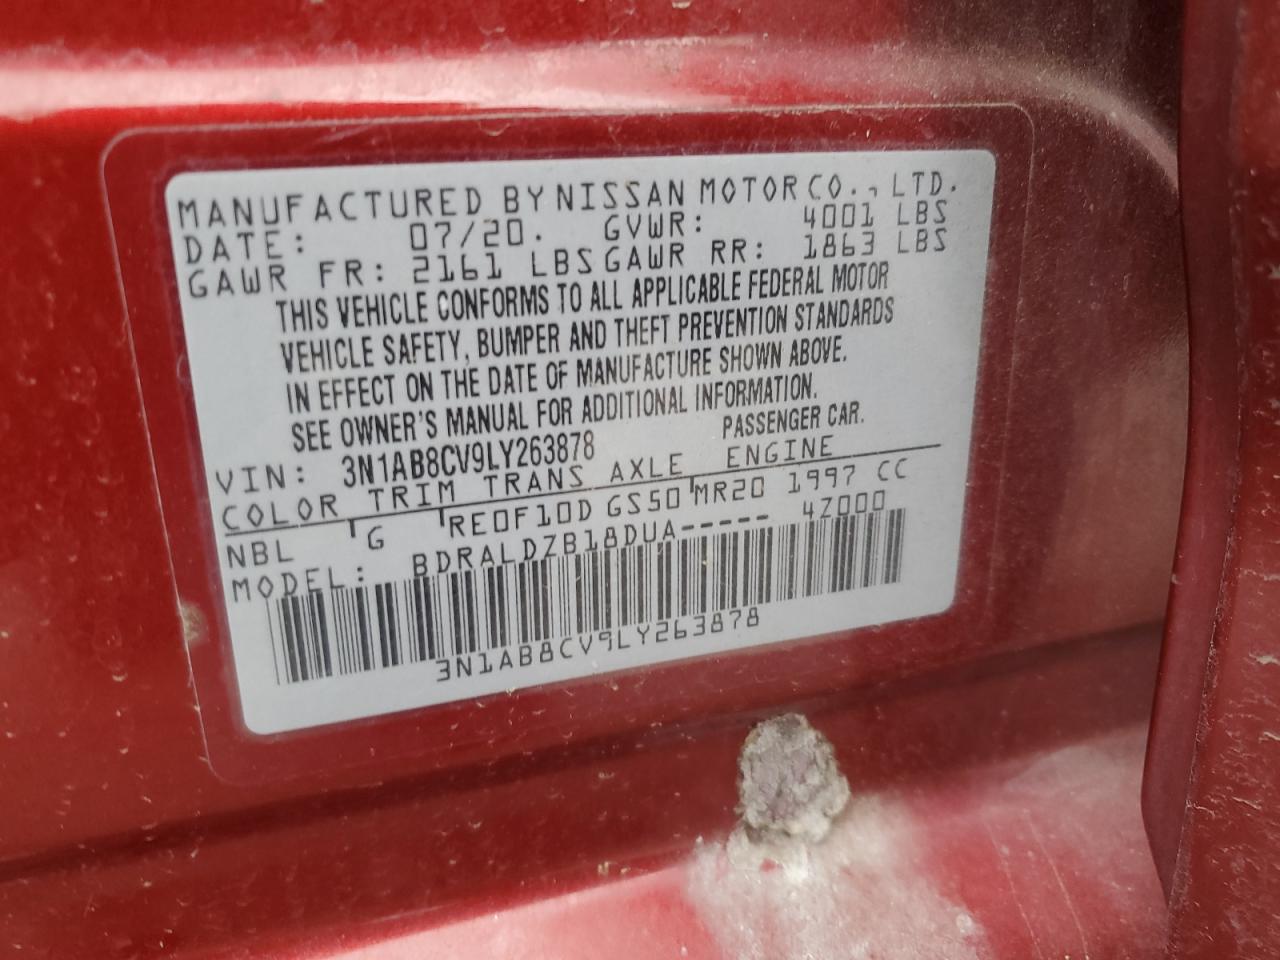 MANUFACTURED BY NISSAN MOTOR CO., LTD.
DATE: 07/20. GVWR: 4001 LBS
GAWR FR: 2161 LBS GAWR RR: 1863 LBS
THIS VEHICLE CONFORMS TO ALL APPLICABLE FEDERAL MOTOR
VEHICLE SAFETY, BUMPER AND THEFT PREVENTION STANDARDS
IN EFFECT ON THE DATE OF MANUFACTURE SHOWN ABOVE.
SEE OWNER'S MANUAL FOR ADDITIONAL INFORMATION.
VIN: 3N1AB8CV9LY263878 PASSENGER CAR.
COLOR TRIM TRANS AXLE ENGINE
NBL G RE0F10D GS50 MR20 1997 CC
MODEL: BDRALDZB18DUA----- 4Z000
3N1AB8CV9LY263878